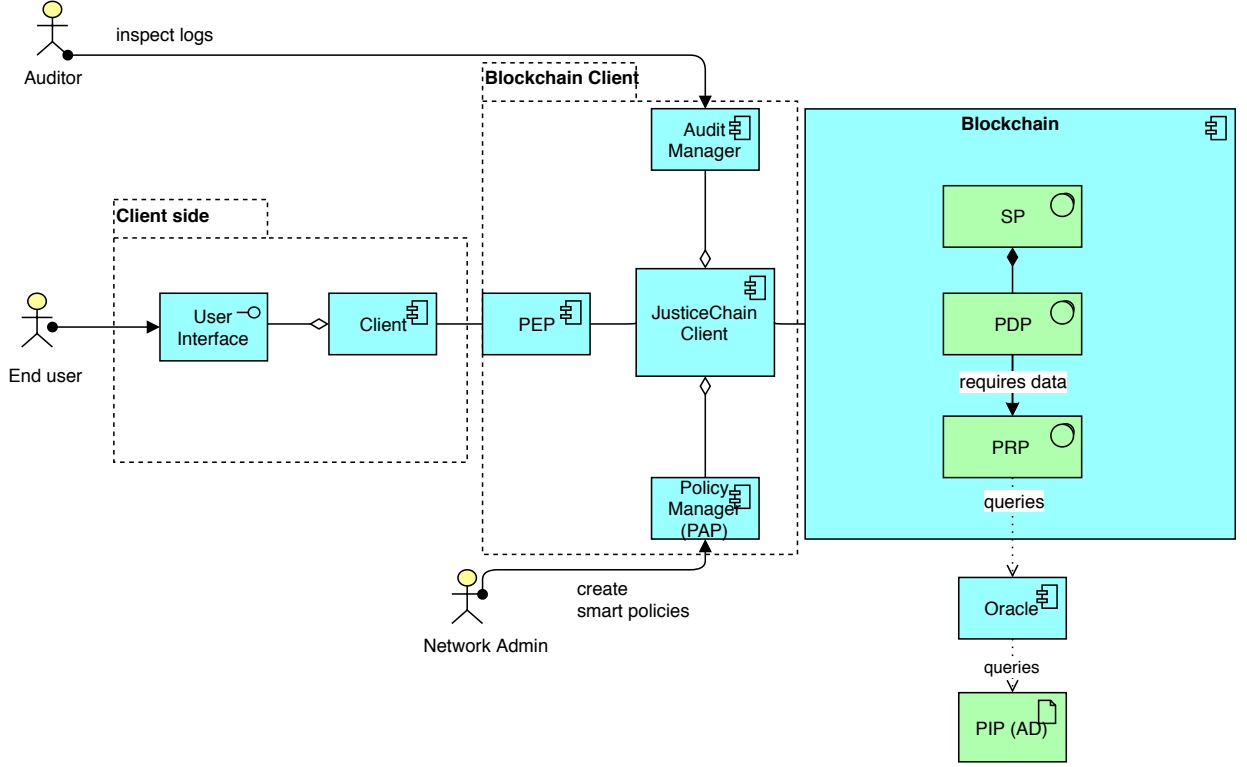 inspect logs
Auditor
Blockchain Client
Audit
Manager
Blockchain
SP
Client side
User
Interface
Client
PEP
JusticeChain
Client
PDP
End user
requires data
PRP
Policy
Manager
(PAP)
queries
create
smart policies
Network Admin
Oracle
queries
PIP (AD)